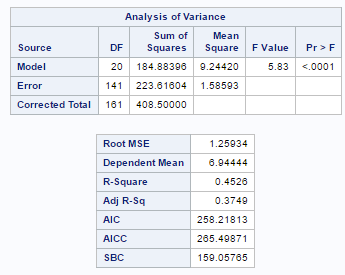 Analysis of Variance
Source DF Sum of Squares Mean Square F Value Pr > F
Model 20 184.88396 9.24420 5.83 <.0001
Error 141 223.61604 1.58593
Corrected Total 161 408.50000
Root MSE 1.25934
Dependent Mean 6.94444
R-Square 0.4526
Adj R-Sq 0.3749
AIC 258.21813
AICC 265.49871
SBC 159.05765